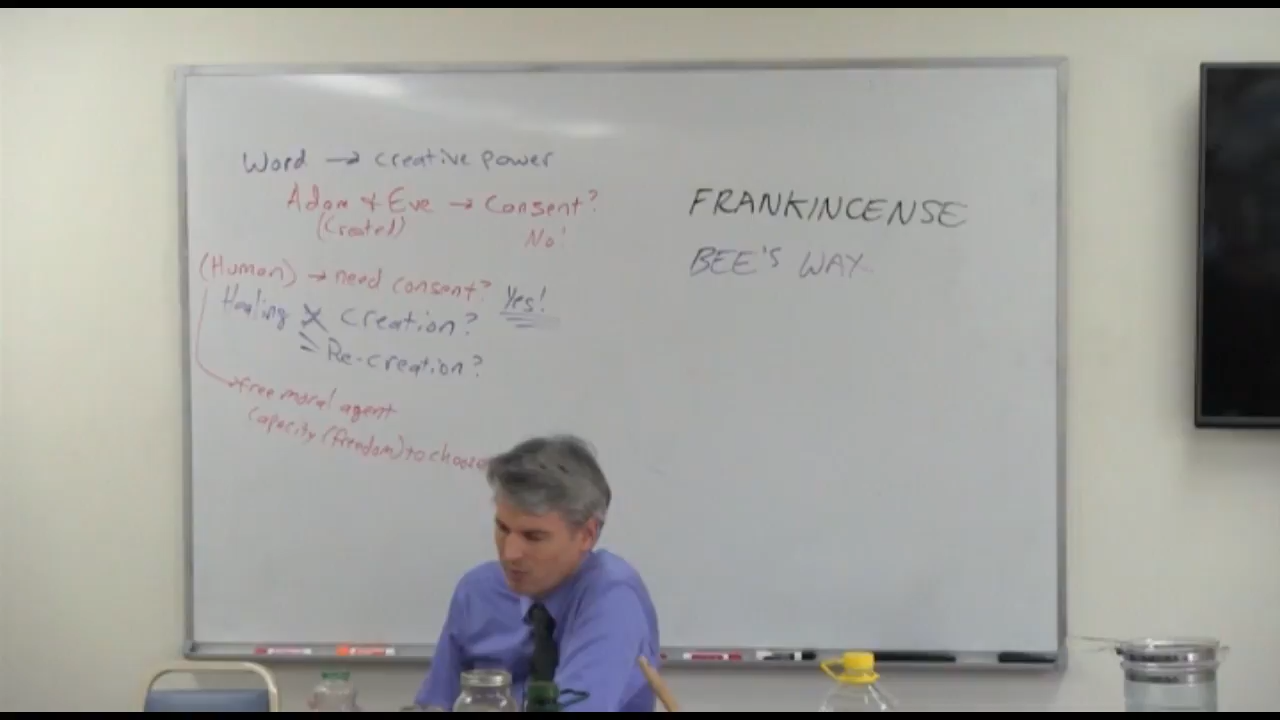 Word → creative power
Adam & Eve → Consent?
(Created) No!
(Human) → need consent? Yes!
Healing X creation?
= Re-creation?
→ free moral agent
capacity (freedom) to choose
FRANKINCENSE
BEE'S WAY